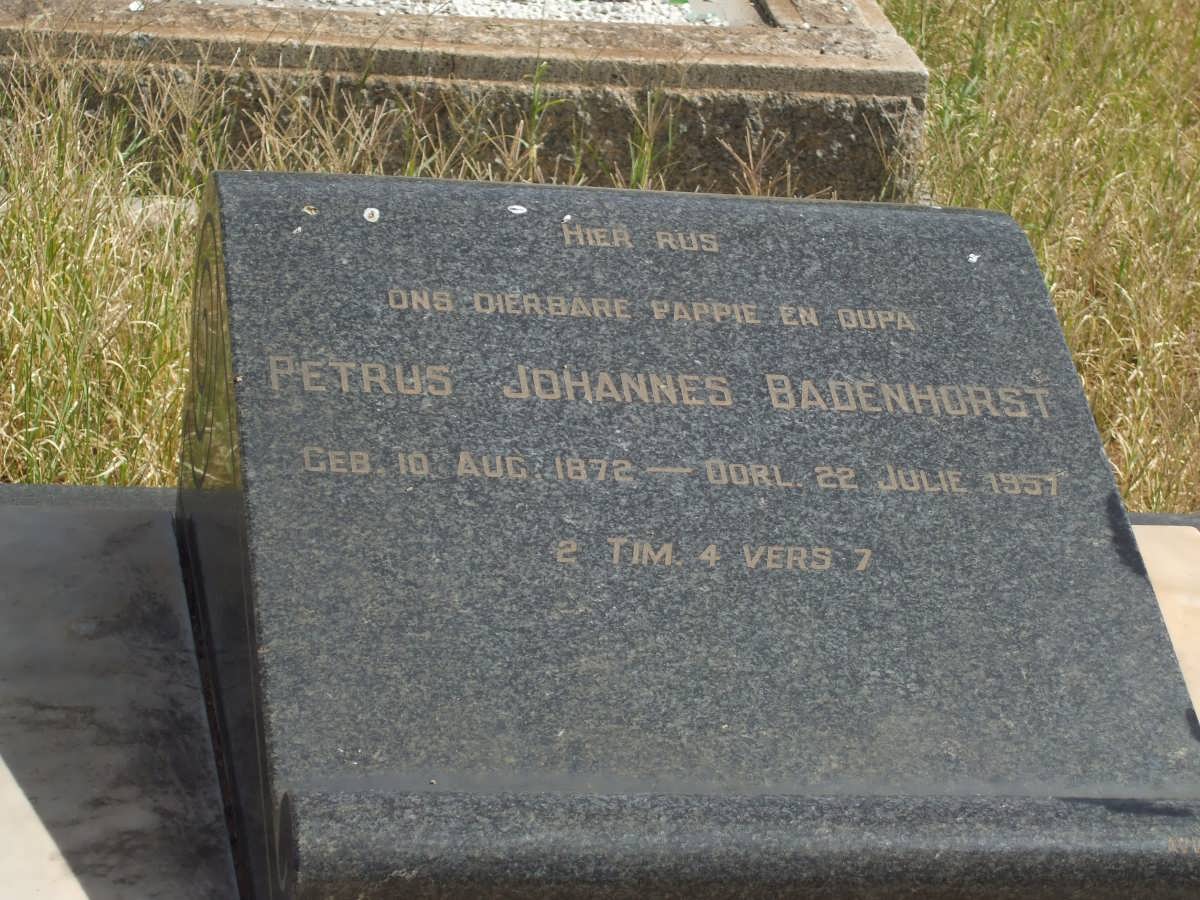 HIER RUS
ONS DIERBARE PAPPIE EN OUPA
PETRUS JOHANNES BADENHORST
GEB. 10 AUG. 1872 — OORL. 22 JULIE 1957
2 TIM. 4 VERS 7